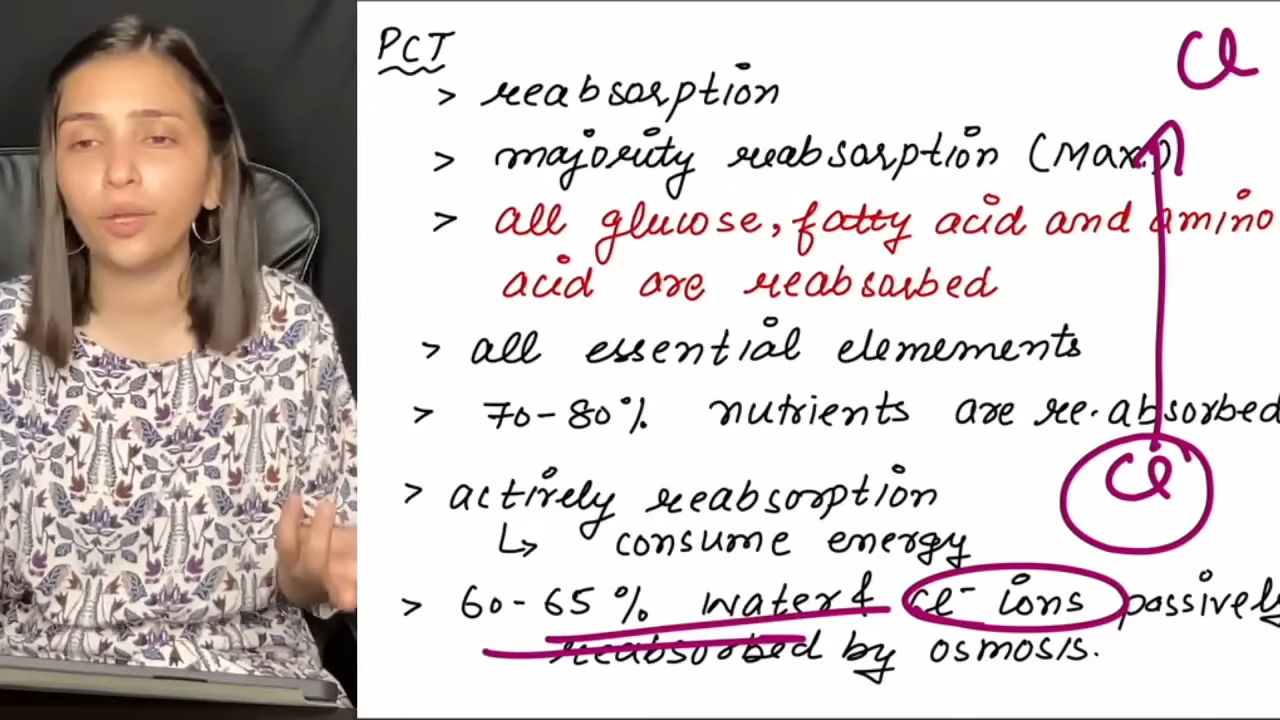 PCT
> reabsorption
> majority reabsorption (Max.)
> all glucose, fatty acid and amino
acid are reabsorbed
> all essential elemements
> 70-80% nutrients are re.absorbed
> actively reabsorption
↳ consume energy
> 60-65% water & Cl⁻ ions passively
reabsorbed by osmosis.
Cl
Cl